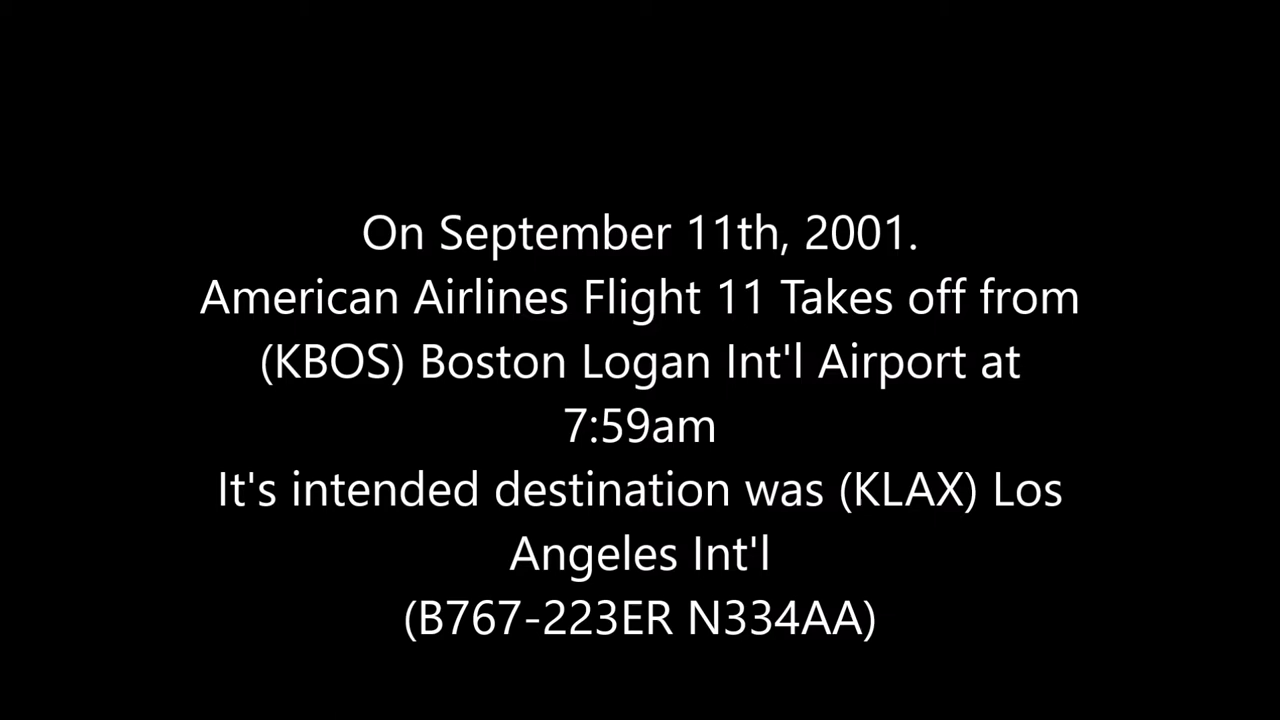 On September 11th, 2001.
American Airlines Flight 11 Takes off from
(KBOS) Boston Logan Int'l Airport at
7:59am
It's intended destination was (KLAX) Los
Angeles Int'l
(B767-223ER N334AA)